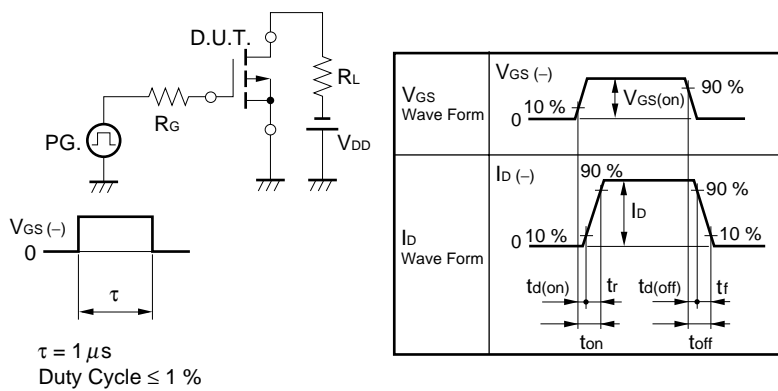 D.U.T.
RL
RG
PG.
VDD
VGS (−)
0
τ
τ = 1 μs
Duty Cycle ≤ 1 %
VGS
Wave Form
VGS (−)
10 %
0
VGS(on)
90 %
ID
Wave Form
ID (−)
90 %
90 %
ID
0 10 %
10 %
td(on)
tr
td(off)
tf
ton
toff